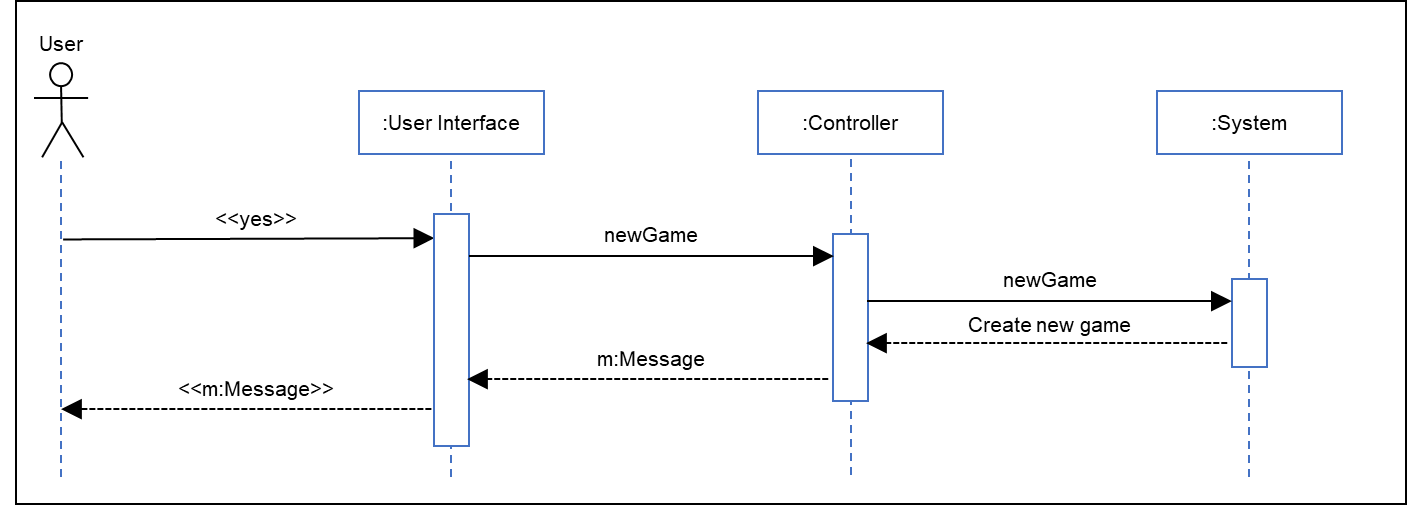 User
:User Interface
:Controller
:System
<<yes>>
newGame
newGame
Create new game
m:Message
<<m:Message>>